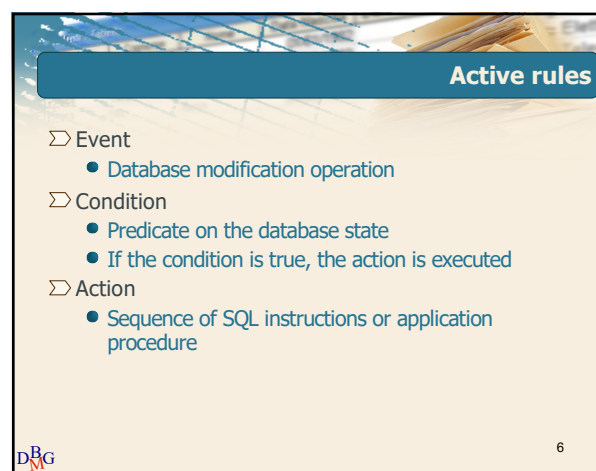 Active rules
Event
Database modification operation
Condition
Predicate on the database state
If the condition is true, the action is executed
Action
Sequence of SQL instructions or application
procedure
DBMG
6